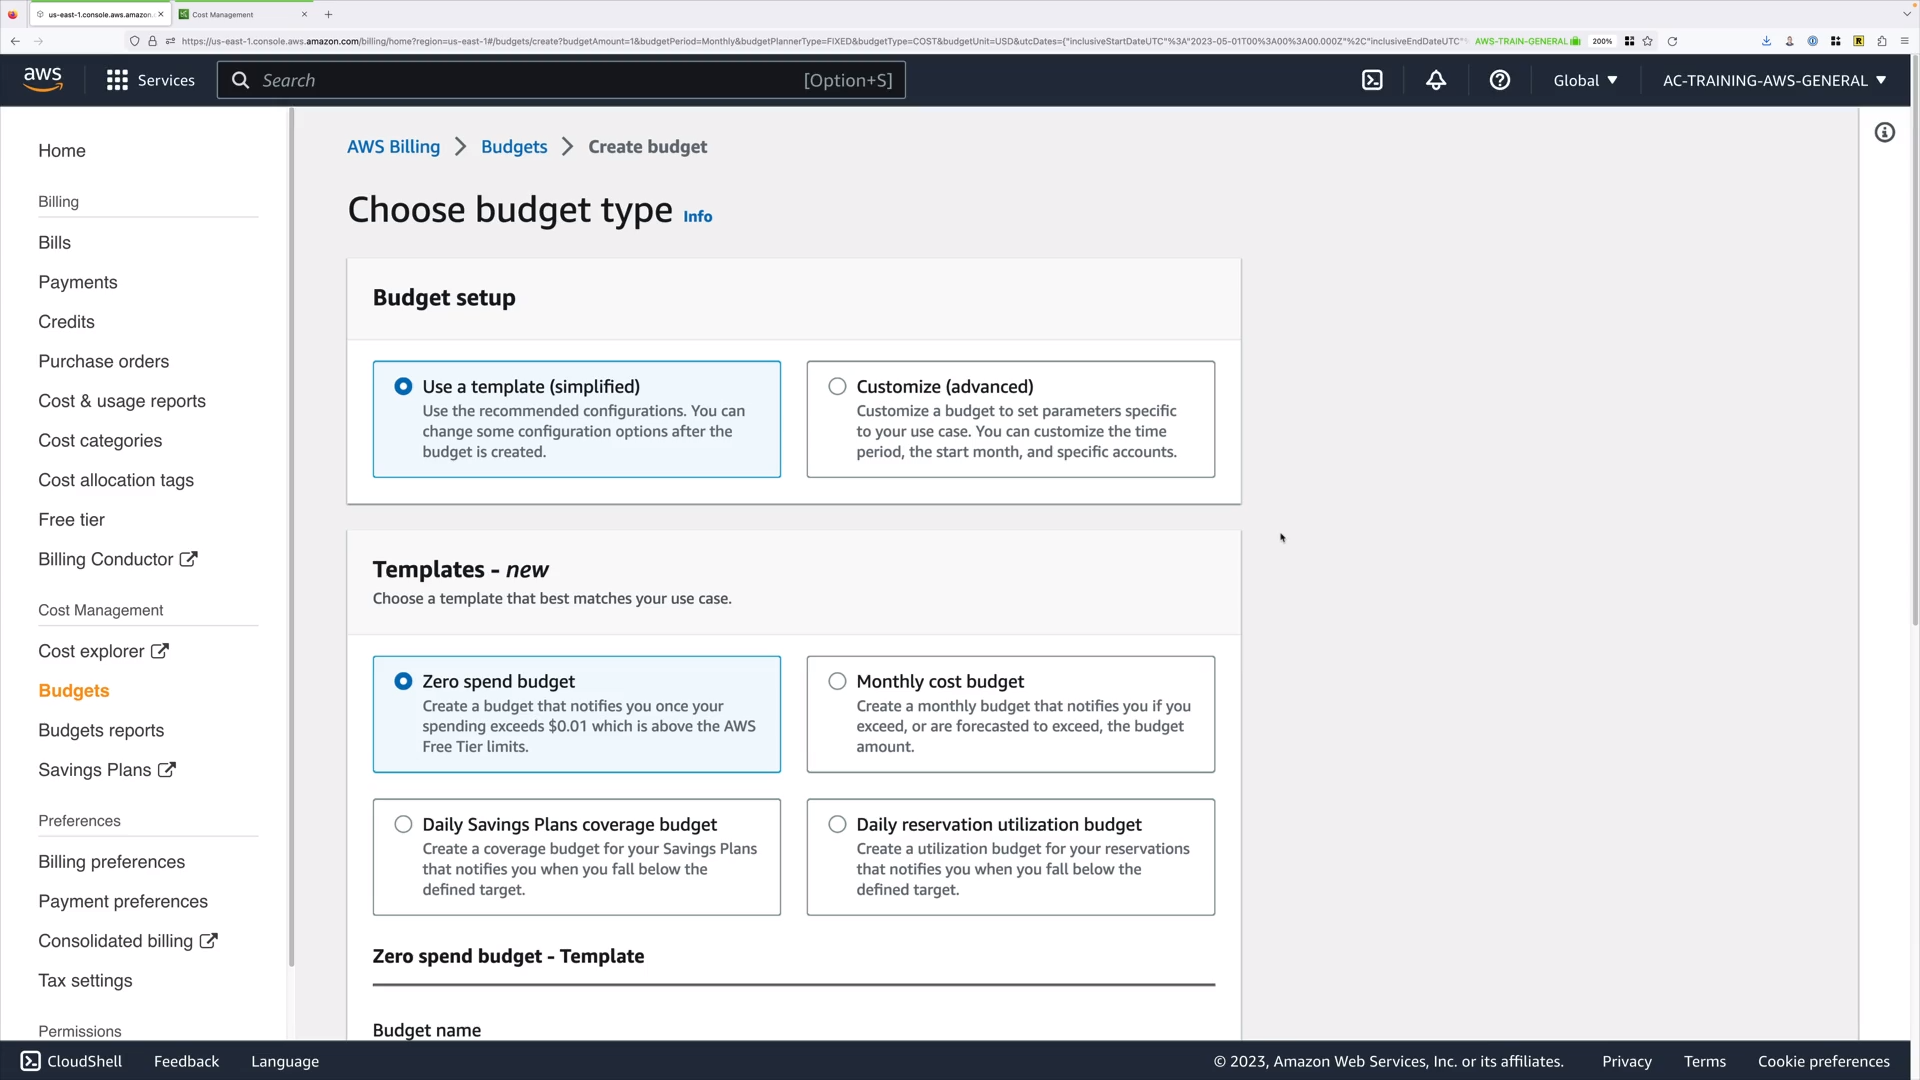 us-east-1.console.aws.amazon.
Cost Management
https://us-east-1.console.aws.amazon.com/billing/home?region=us-east-1#/budgets/create?budgetAmount=1&budgetPeriod=Monthly&budgetPlannerType=FIXED&budgetType=COST&budgetUnit=USD&utcDates={"inclusiveStartDateUTC"%3A"2023-05-01T00%3A00%3A00.000Z"%2C"inclusiveEndDateUTC"%
AWS-TRAIN-GENERAL
200%
aws
Services
Search
[Option+S]
Global
AC-TRAINING-AWS-GENERAL
Home
Billing
Bills
Payments
Credits
Purchase orders
Cost & usage reports
Cost categories
Cost allocation tags
Free tier
Billing Conductor
Cost Management
Cost explorer
Budgets
Budgets reports
Savings Plans
Preferences
Billing preferences
Payment preferences
Consolidated billing
Tax settings
Permissions
AWS Billing
Budgets
Create budget
Choose budget type Info
Budget setup
Use a template (simplified)
Use the recommended configurations. You can
change some configuration options after the
budget is created.
Customize (advanced)
Customize a budget to set parameters specific
to your use case. You can customize the time
period, the start month, and specific accounts.
Templates - new
Choose a template that best matches your use case.
Zero spend budget
Create a budget that notifies you once your
spending exceeds $0.01 which is above the AWS
Free Tier limits.
Monthly cost budget
Create a monthly budget that notifies you if you
exceed, or are forecasted to exceed, the budget
amount.
Daily Savings Plans coverage budget
Create a coverage budget for your Savings Plans
that notifies you when you fall below the
defined target.
Daily reservation utilization budget
Create a utilization budget for your reservations
that notifies you when you fall below the
defined target.
Zero spend budget - Template
Budget name
CloudShell
Feedback
Language
© 2023, Amazon Web Services, Inc. or its affiliates.
Privacy
Terms
Cookie preferences